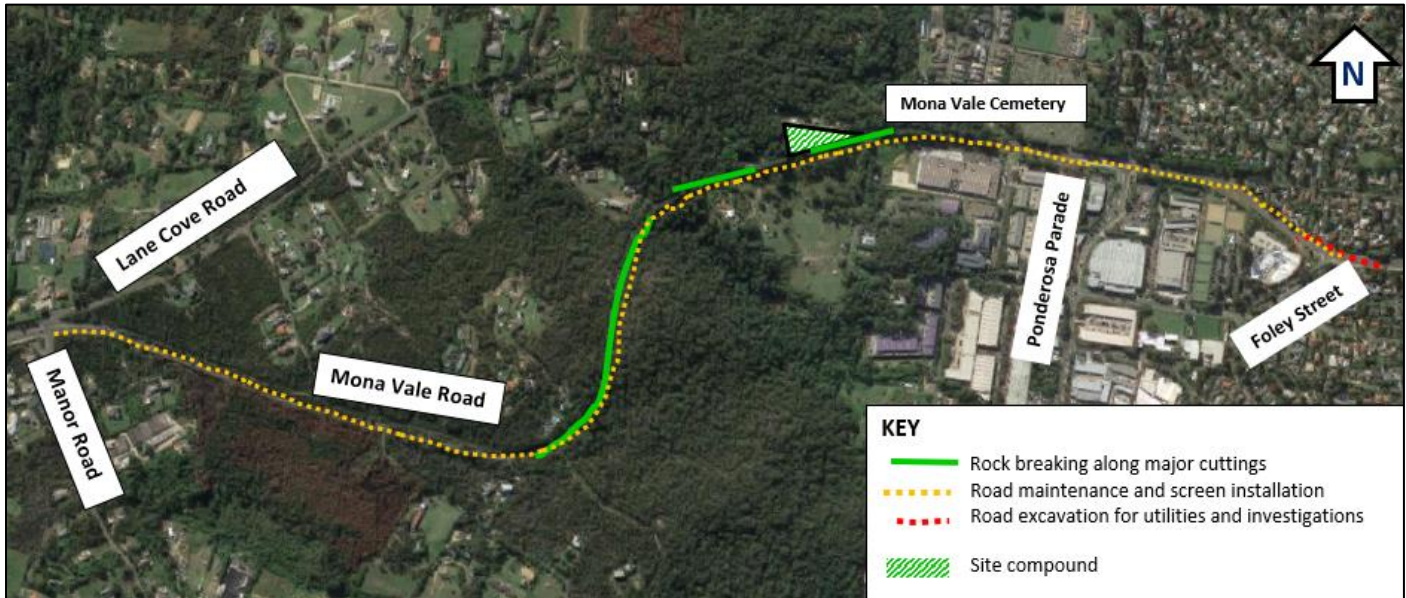 Mona Vale Cemetery
N
Lane Cove Road
Ponderosa Parade
Foley Street
Mona Vale Road
Manor Road
KEY
Rock breaking along major cuttings
Road maintenance and screen installation
Road excavation for utilities and investigations
Site compound